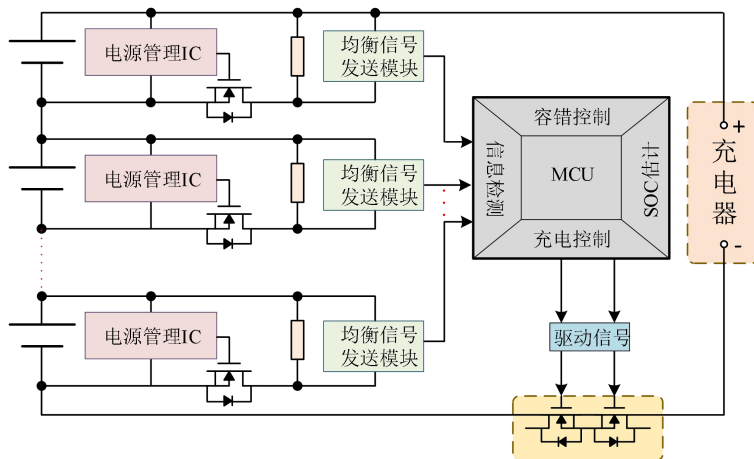 电源管理IC
均衡信号
发送模块
电源管理IC
均衡信号
发送模块
电源管理IC
均衡信号
发送模块
容错控制
信息检测
MCU
SOC估计
充电控制
驱动信号
+
充电器
-